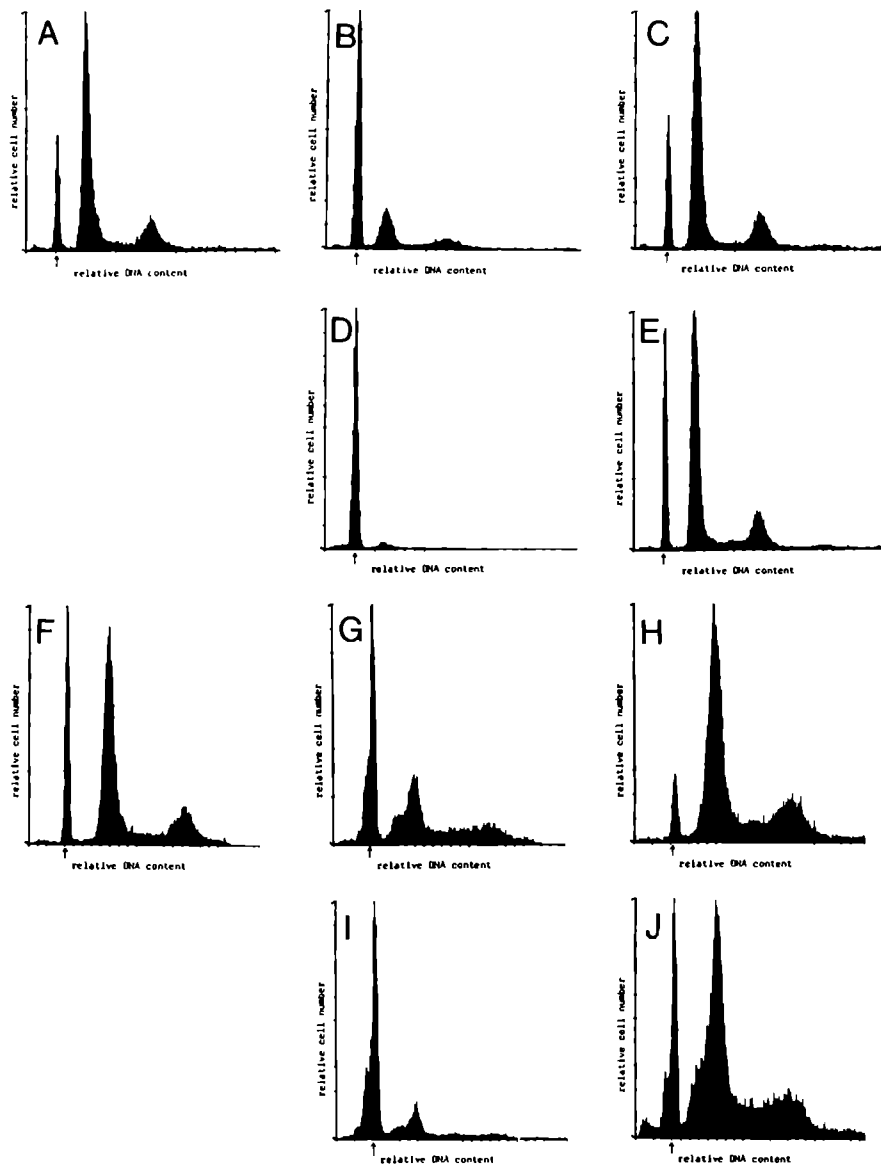 A
relative cell number
relative DNA content
B
relative cell number
relative DNA content
C
relative cell number
relative DNA content
D
relative cell number
relative DNA content
E
relative cell number
relative DNA content
F
relative cell number
relative DNA content
G
relative cell number
relative DNA content
H
relative cell number
relative DNA content
I
relative cell number
relative DNA content
J
relative cell number
relative DNA content